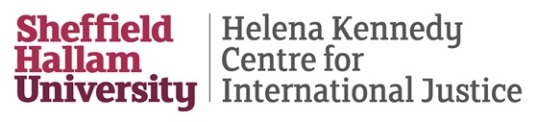 Sheffield
Hallam
University
Helena Kennedy
Centre for
International Justice